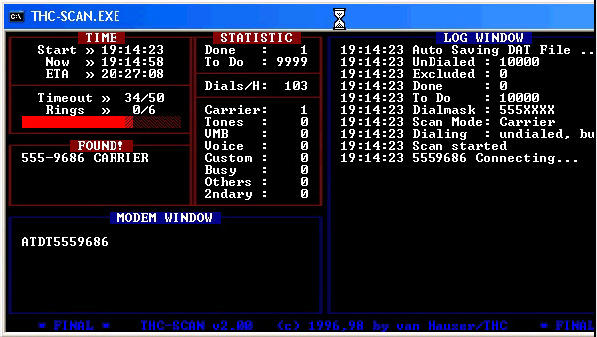 THC-SCAN.EXE
TIME
Start » 19:14:23
Now » 19:14:58
ETA » 20:27:08
Timeout » 34/50
Rings » 0/6
FOUND!
555-9686 CARRIER
STATISTIC
Done : 1
To Do : 9999
Dials/H: 103
Carrier: 1
Tones : 0
VMB : 0
Voice : 0
Custom : 0
Busy : 0
Others : 0
2ndary : 0
LOG WINDOW
19:14:23 Auto Saving DAT File ..
19:14:23 UnDialed : 10000
19:14:23 Excluded : 0
19:14:23 Done : 0
19:14:23 To Do : 10000
19:14:23 Dialmask : 555XXXX
19:14:23 Scan Mode: Carrier
19:14:23 Dialing : undialed, bu
19:14:23 Scan started
19:14:23 5559686 Connecting...
MODEM WINDOW
ATDT5559686
* FINAL * THC-SCAN v2.00 (c) 1996,98 by van Hauser/THC * FINAL